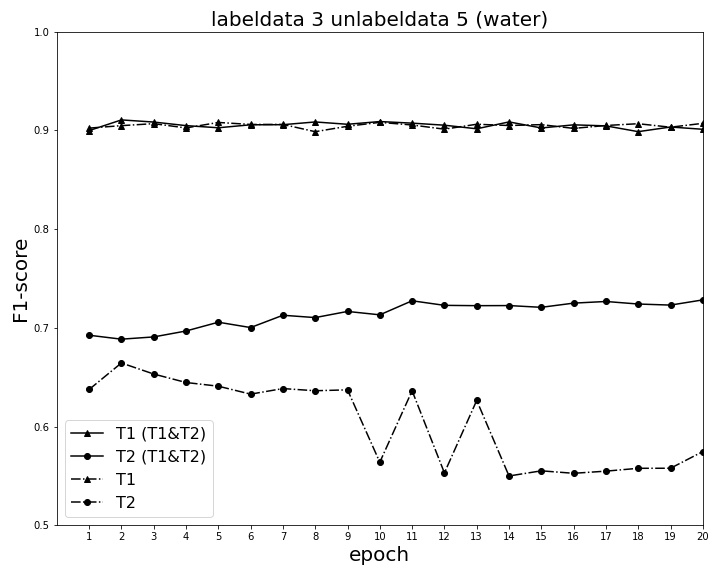 labeldata 3 unlabeldata 5 (water)
1.0
0.9
0.8
0.7
0.6
0.5
F1-score
T1 (T1&T2)
T2 (T1&T2)
T1
T2
1 2 3 4 5 6 7 8 9 10 11 12 13 14 15 16 17 18 19 20
epoch